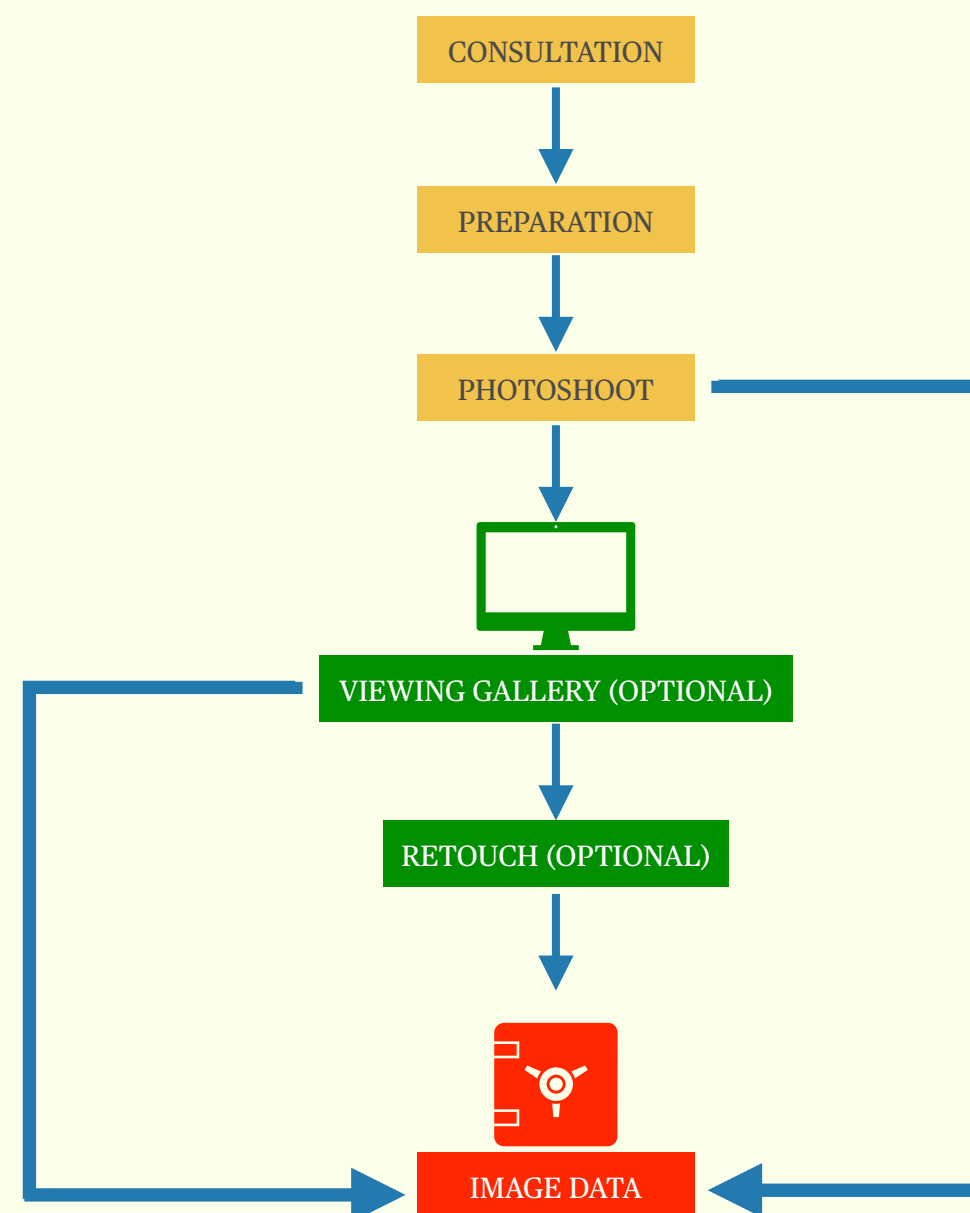 CONSULTATION
PREPARATION
PHOTOSHOOT
VIEWING GALLERY (OPTIONAL)
RETOUCH (OPTIONAL)
IMAGE DATA